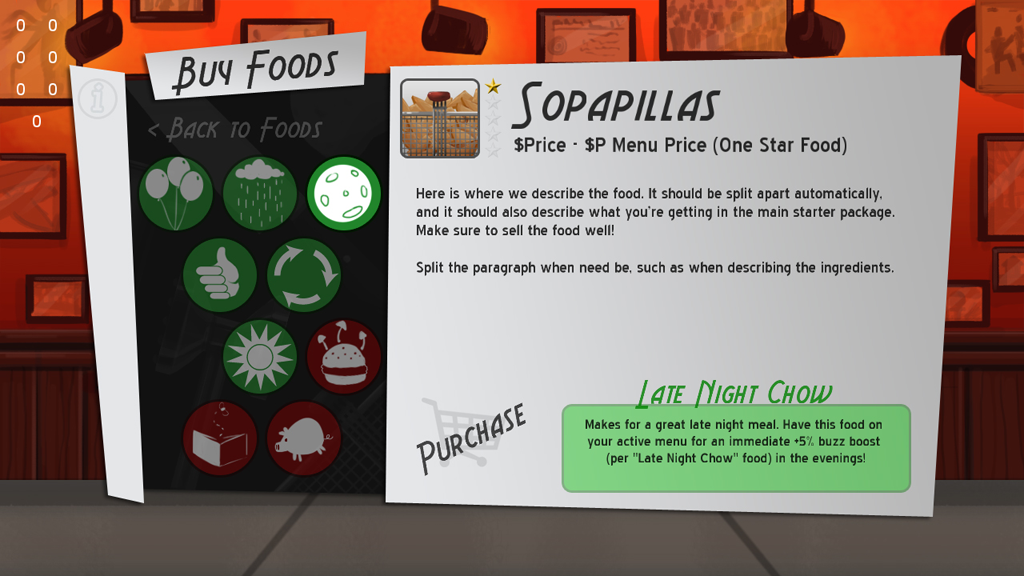 0 0
0 0
0 0
0
Buy Foods
< Back to Foods
Sopapillas
$Price · $P Menu Price (One Star Food)
Here is where we describe the food. It should be split apart automatically,
and it should also describe what you're getting in the main starter package.
Make sure to sell the food well!
Split the paragraph when need be, such as when describing the ingredients.
Purchase
Late Night Chow
Makes for a great late night meal. Have this food on
your active menu for an immediate +5% buzz boost
(per "Late Night Chow" food) in the evenings!